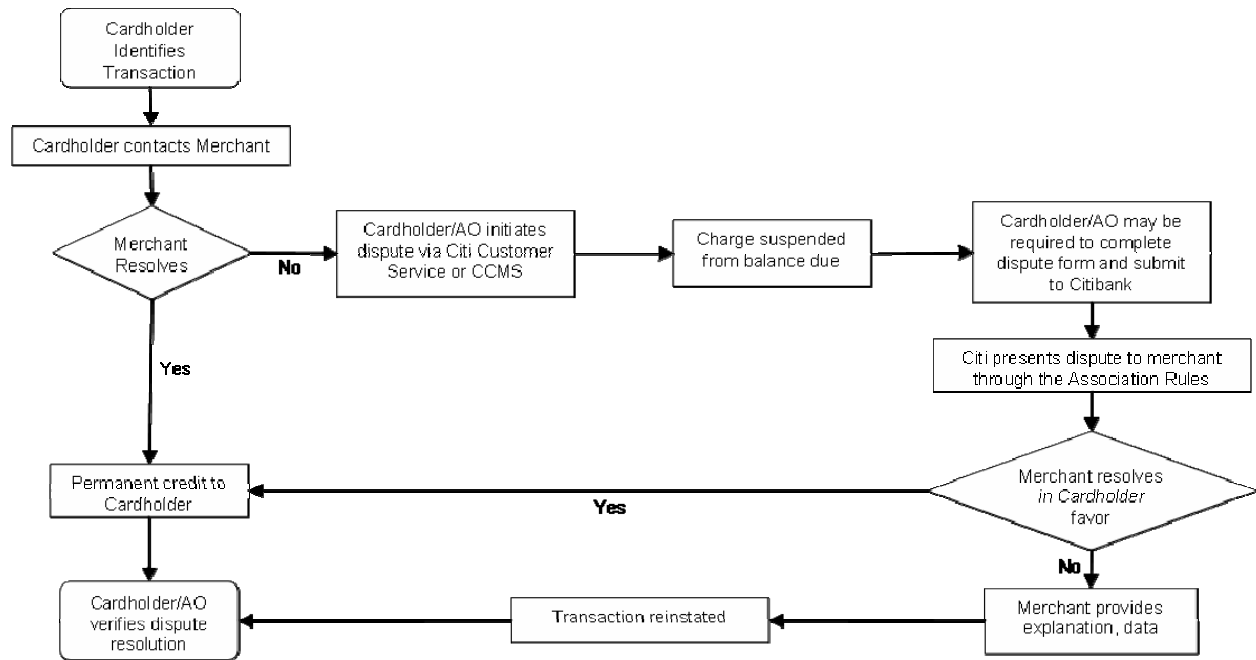 Cardholder
Identifies
Transaction
Cardholder contacts Merchant
Merchant
Resolves
No
Cardholder/AO initiates
dispute via Citi Customer
Service or CCMS
Charge suspended
from balance due
Cardholder/AO may be
required to complete
dispute form and submit
to Citibank
Yes
Citi presents dispute to merchant
through the Association Rules
Merchant resolves
in Cardholder
favor
Yes
Permanent credit to
Cardholder
No
Merchant provides
explanation, data
Transaction reinstated
Cardholder/AO
verifies dispute
resolution